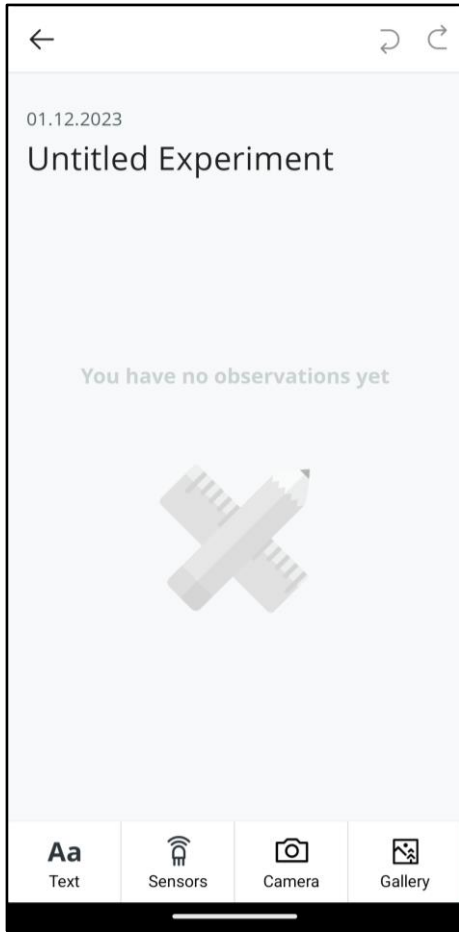 01.12.2023
Untitled Experiment
You have no observations yet
Aa
Text
Sensors
Camera
Gallery